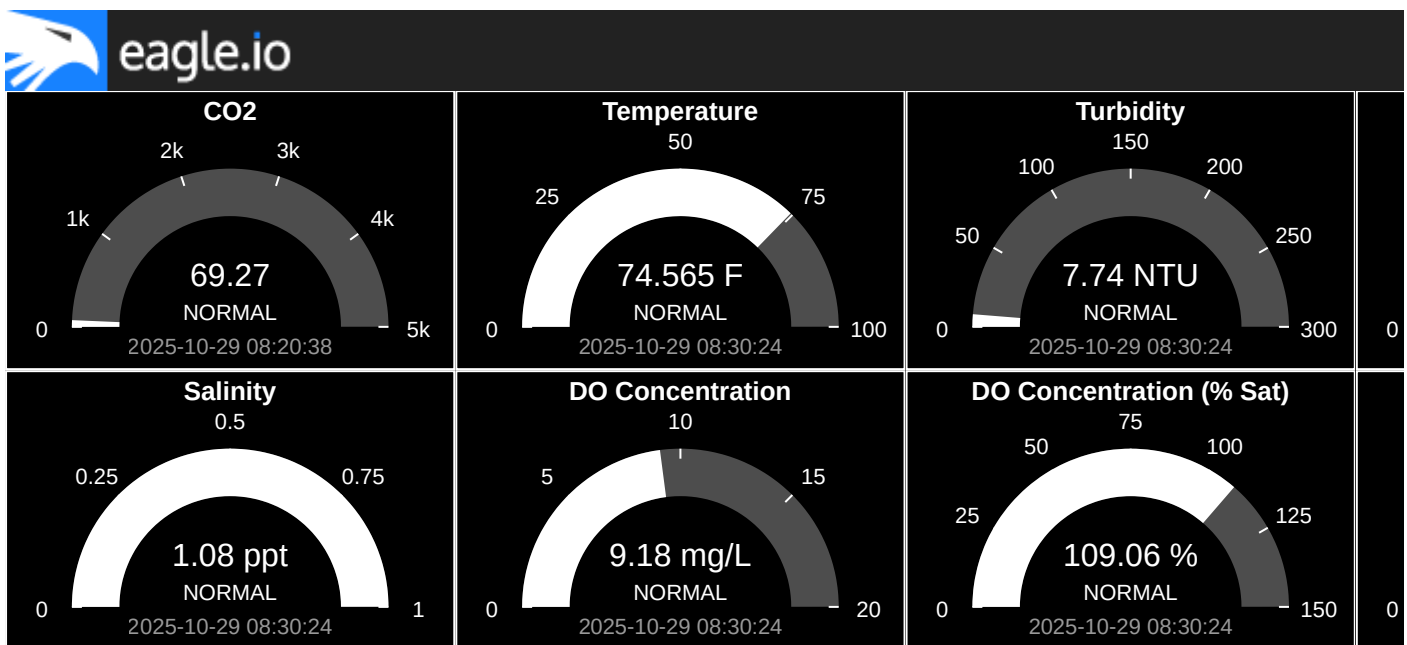 eagle.io
CO2
0
1k
2k
3k
4k
5k
69.27
NORMAL
2025-10-29 08:20:38
Temperature
0
25
50
75
100
74.565 F
NORMAL
2025-10-29 08:30:24
Turbidity
0
50
100
150
200
250
300
7.74 NTU
NORMAL
2025-10-29 08:30:24
0
Salinity
0
0.25
0.5
0.75
1
1.08 ppt
NORMAL
2025-10-29 08:30:24
DO Concentration
0
5
10
15
20
9.18 mg/L
NORMAL
2025-10-29 08:30:24
DO Concentration (% Sat)
0
25
50
75
100
125
150
109.06 %
NORMAL
2025-10-29 08:30:24
0